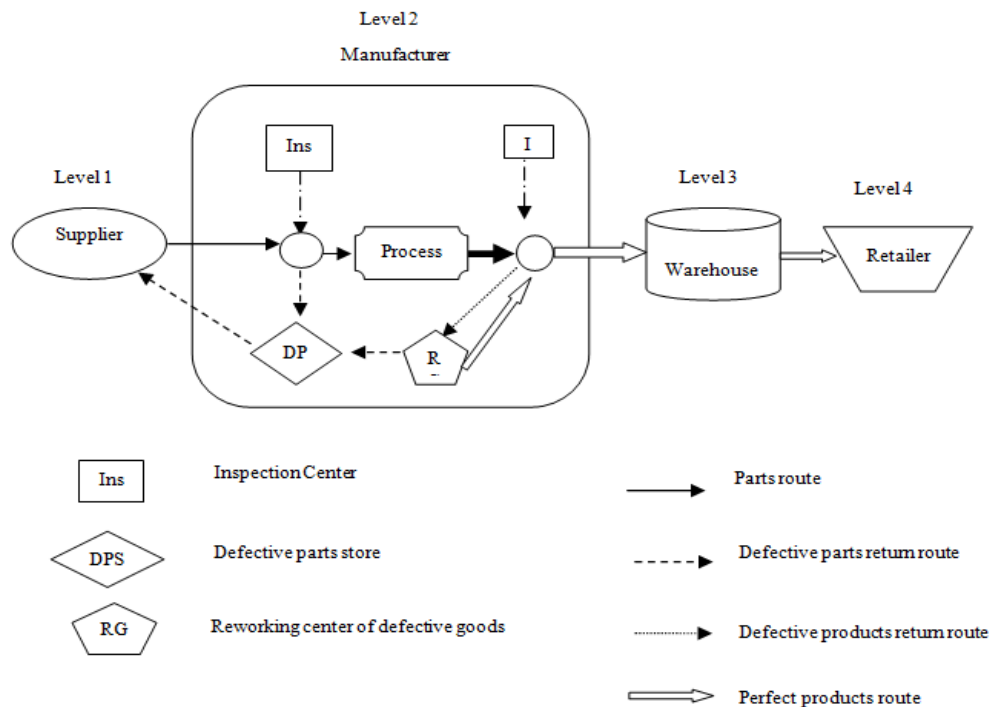 Level 2
Manufacturer
Ins
I
Level 1
Level 3
Level 4
Supplier
Process
Warehouse
Retailer
DP
R
Ins
Inspection Center
Parts route
DPS
Defective parts store
Defective parts return route
RG
Reworking center of defective goods
Defective products return route
Perfect products route